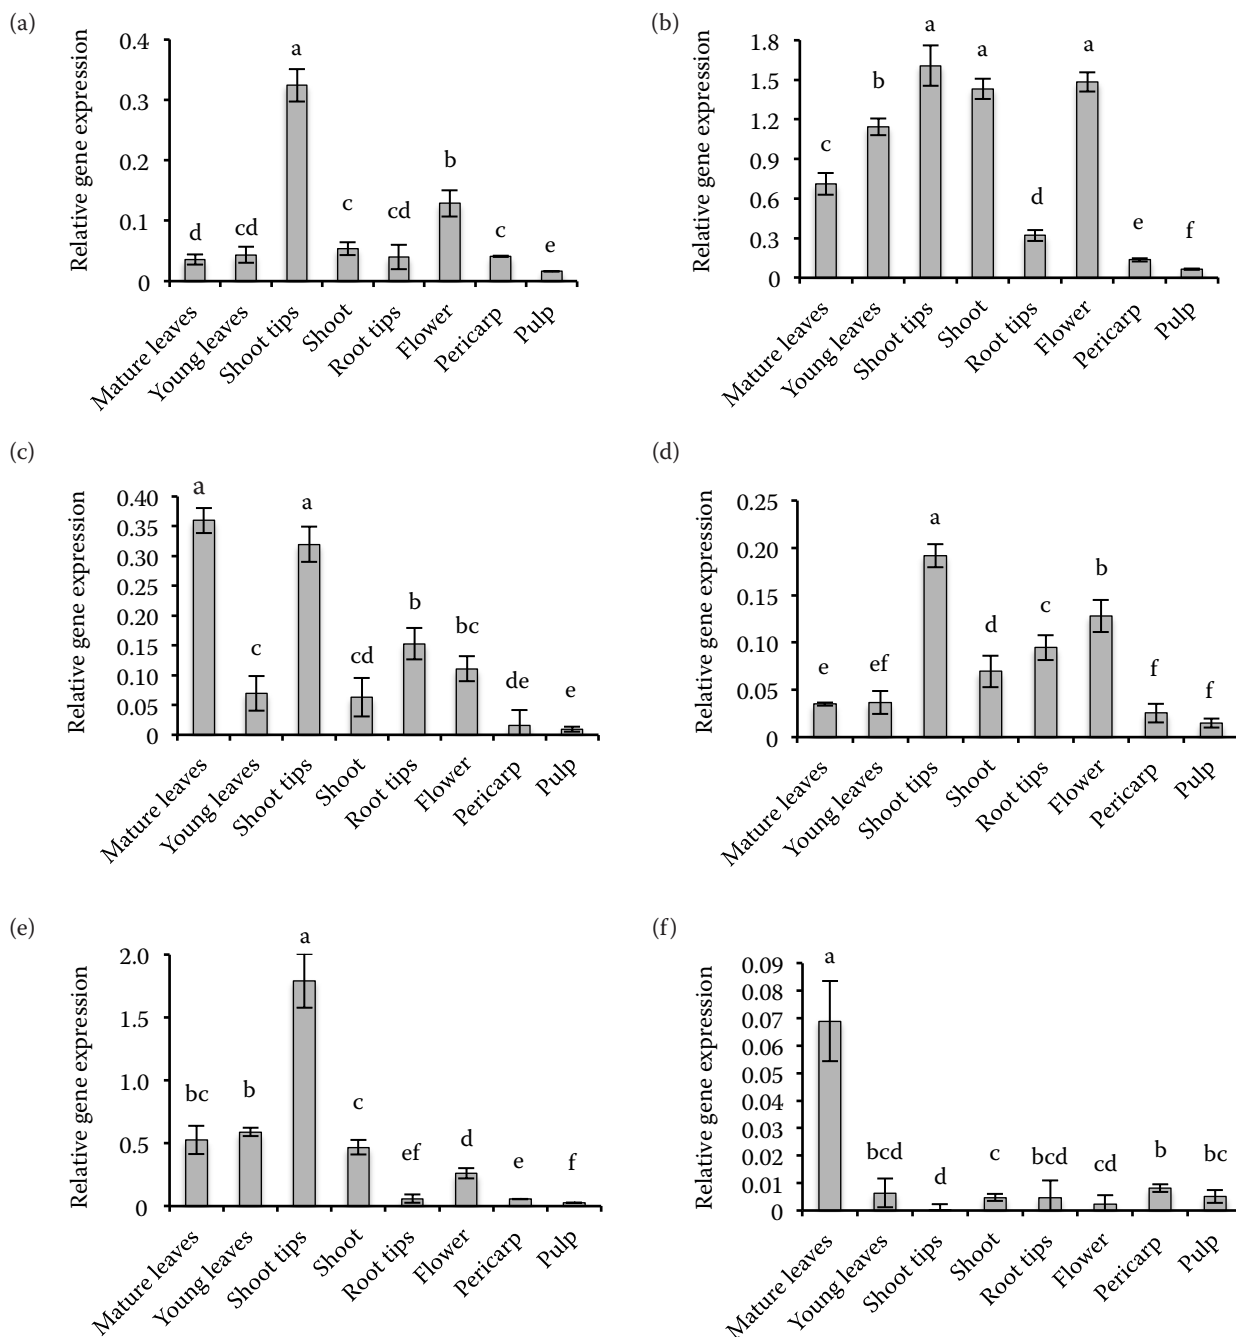 (a)
Relative gene expression
0.4
0.3
0.2
0.1
0
d cd a c cd b c e
Mature leaves
Young leaves
Shoot tips
Shoot
Root tips
Flower
Pericarp
Pulp
(b)
Relative gene expression
1.8
1.5
1.2
0.9
0.6
0.3
0
c b a a d a e f
Mature leaves
Young leaves
Shoot tips
Shoot
Root tips
Flower
Pericarp
Pulp
(c)
Relative gene expression
0.40
0.35
0.30
0.25
0.20
0.15
0.10
0.05
0
a c a cd b bc de e
Mature leaves
Young leaves
Shoot tips
Shoot
Root tips
Flower
Pericarp
Pulp
(d)
Relative gene expression
0.25
0.20
0.15
0.10
0.05
0
e ef a d c b f f
Mature leaves
Young leaves
Shoot tips
Shoot
Root tips
Flower
Pericarp
Pulp
(e)
Relative gene expression
2.0
1.5
1.0
0.5
0
bc b a c ef d e f
Mature leaves
Young leaves
Shoot tips
Shoot
Root tips
Flower
Pericarp
Pulp
(f)
Relative gene expression
0.09
0.08
0.07
0.06
0.05
0.04
0.03
0.02
0.01
0
a bcd d c bcd cd b bc
Mature leaves
Young leaves
Shoot tips
Shoot
Root tips
Flower
Pericarp
Pulp